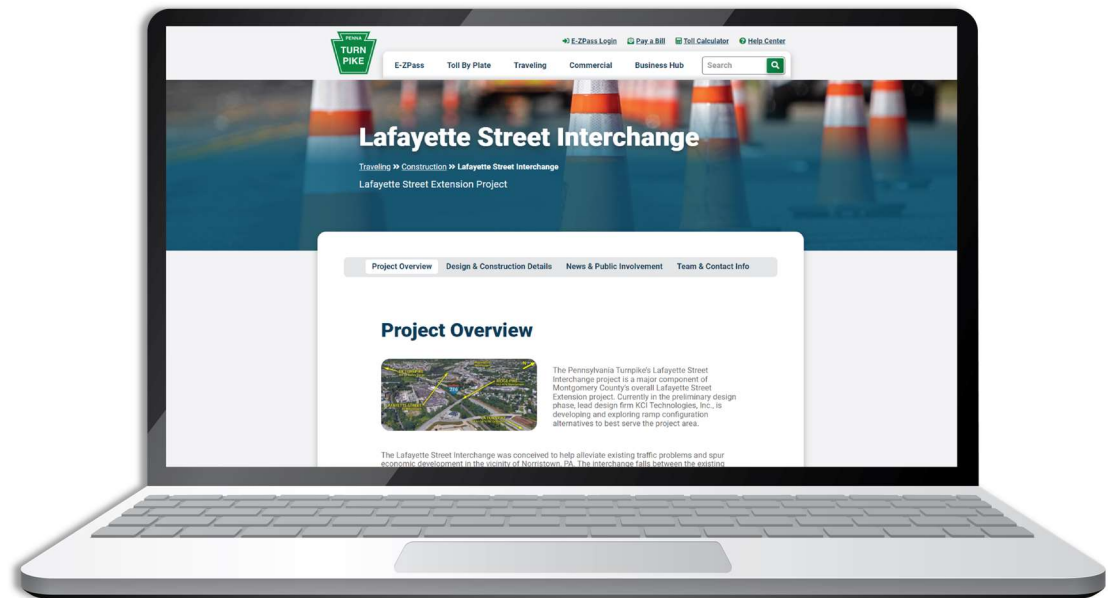 PENNA
TURN
PIKE
E-ZPass Login Pay a Bill Toll Calculator Help Center
E-ZPass Toll By Plate Traveling Commercial Business Hub Search
Lafayette Street Interchange
Traveling » Construction » Lafayette Street Interchange
Lafayette Street Extension Project
Project Overview Design & Construction Details News & Public Involvement Team & Contact Info
Project Overview
The Pennsylvania Turnpike's Lafayette Street
Interchange project is a major component of
Montgomery County's overall Lafayette Street
Extension project. Currently in the preliminary design
phase, lead design firm KCI Technologies, Inc., is
developing and exploring ramp configuration
alternatives to best serve the project area.
The Lafayette Street Interchange was conceived to
help alleviate existing traffic problems and spur
economic development in the vicinity of Norristown, PA. The interchange falls between the existing